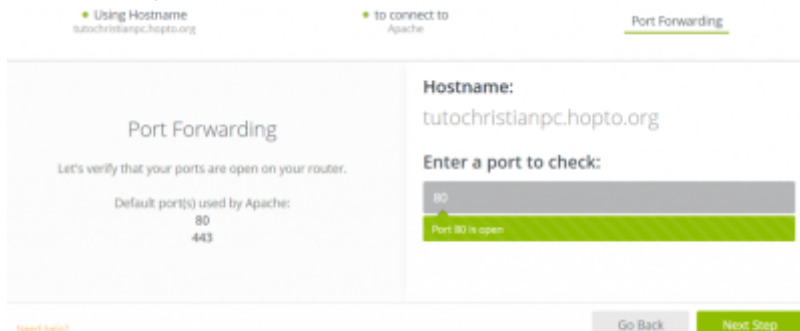 Using Hostname
tutochristianpc.hopto.org
to connect to
Apache
Port Forwarding
Port Forwarding
Let's verify that your ports are open on your router.
Default port(s) used by Apache:
80
443
Hostname:
tutochristianpc.hopto.org
Enter a port to check:
80
Port 80 is open
Need help?
Go Back
Next Step